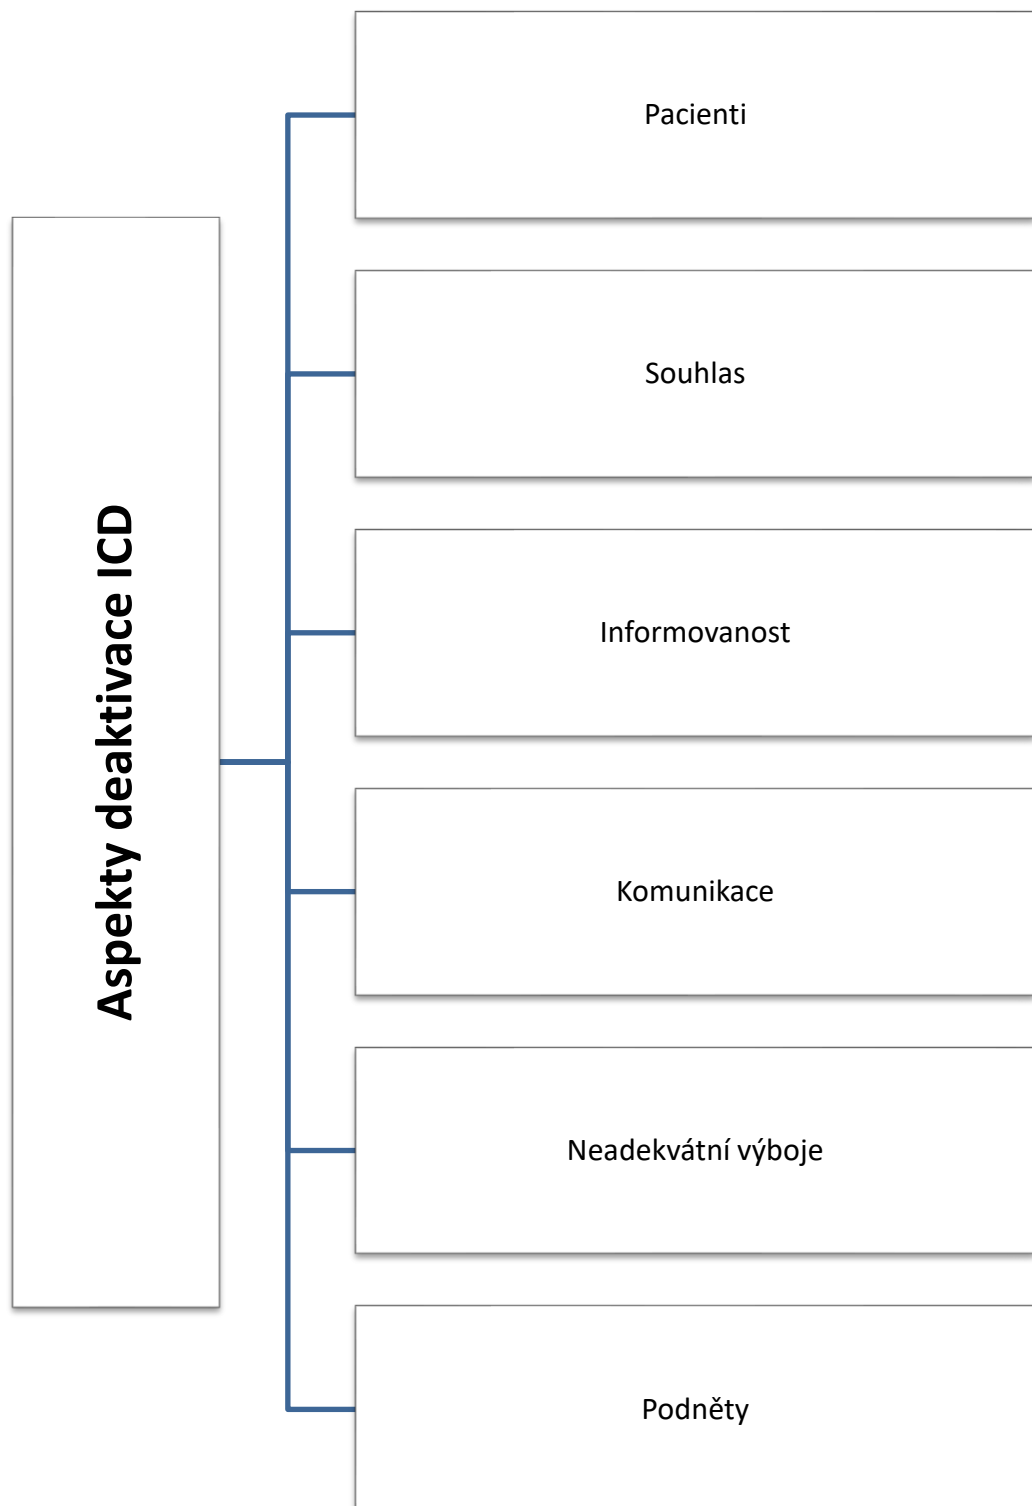 Aspekty deaktivace ICD
Pacienti
Souhlas
Informovanost
Komunikace
Neadekvátní výboje
Podněty